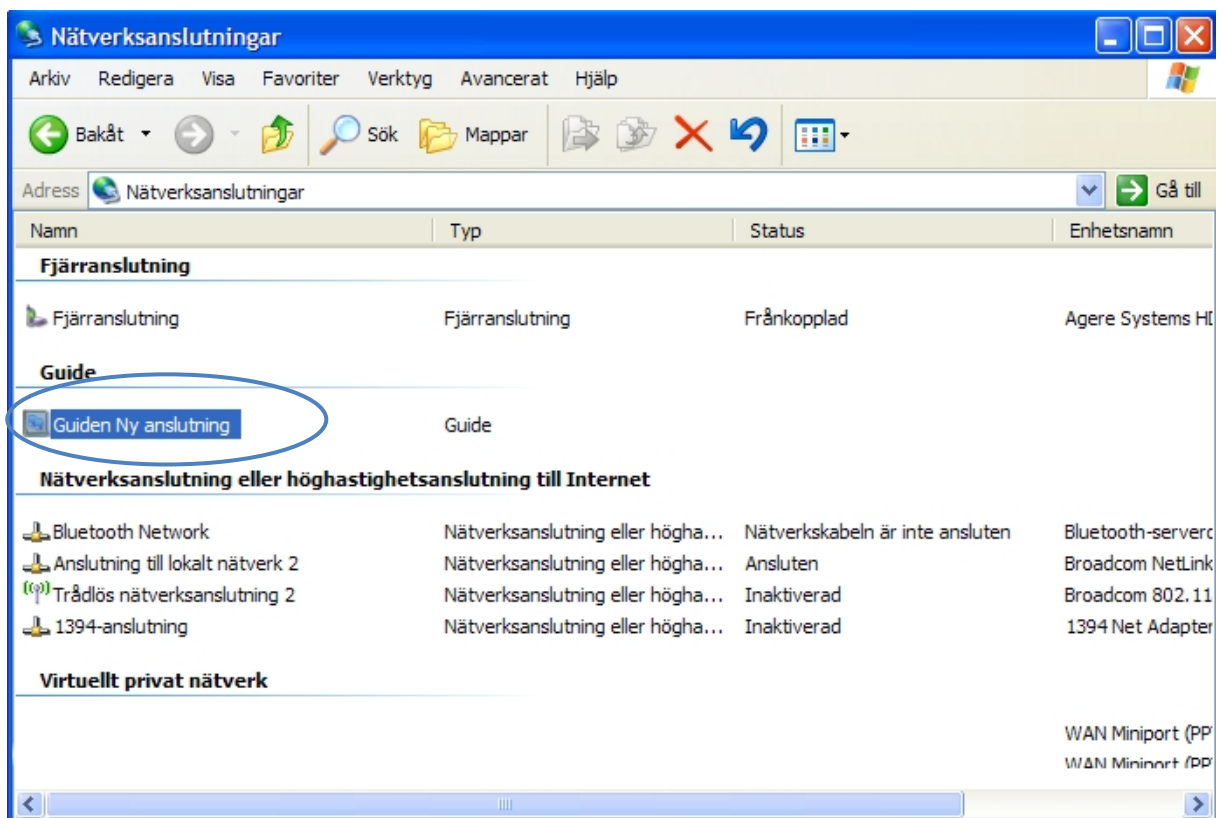 Nätverksanslutningar
Arkiv Redigera Visa Favoriter Verktyg Avancerat Hjälp
Bakåt Sök Mappar
Adress Nätverksanslutningar Gå till
Namn Typ Status Enhetsnamn
Fjärranslutning
Fjärranslutning Fjärranslutning Frånkopplad Agere Systems HD
Guide
Guiden Ny anslutning Guide
Nätverksanslutning eller höghastighetsanslutning till Internet
Bluetooth Network Nätverksanslutning eller högha... Nätverkskabeln är inte ansluten Bluetooth-serverc
Anslutning till lokalt nätverk 2 Nätverksanslutning eller högha... Ansluten Broadcom NetLink
Trådlös nätverksanslutning 2 Nätverksanslutning eller högha... Inaktiverad Broadcom 802.11
1394-anslutning Nätverksanslutning eller högha... Inaktiverad 1394 Net Adapter
Virtuellt privat nätverk
WAN Miniport (PP
WAN Miniport (PP